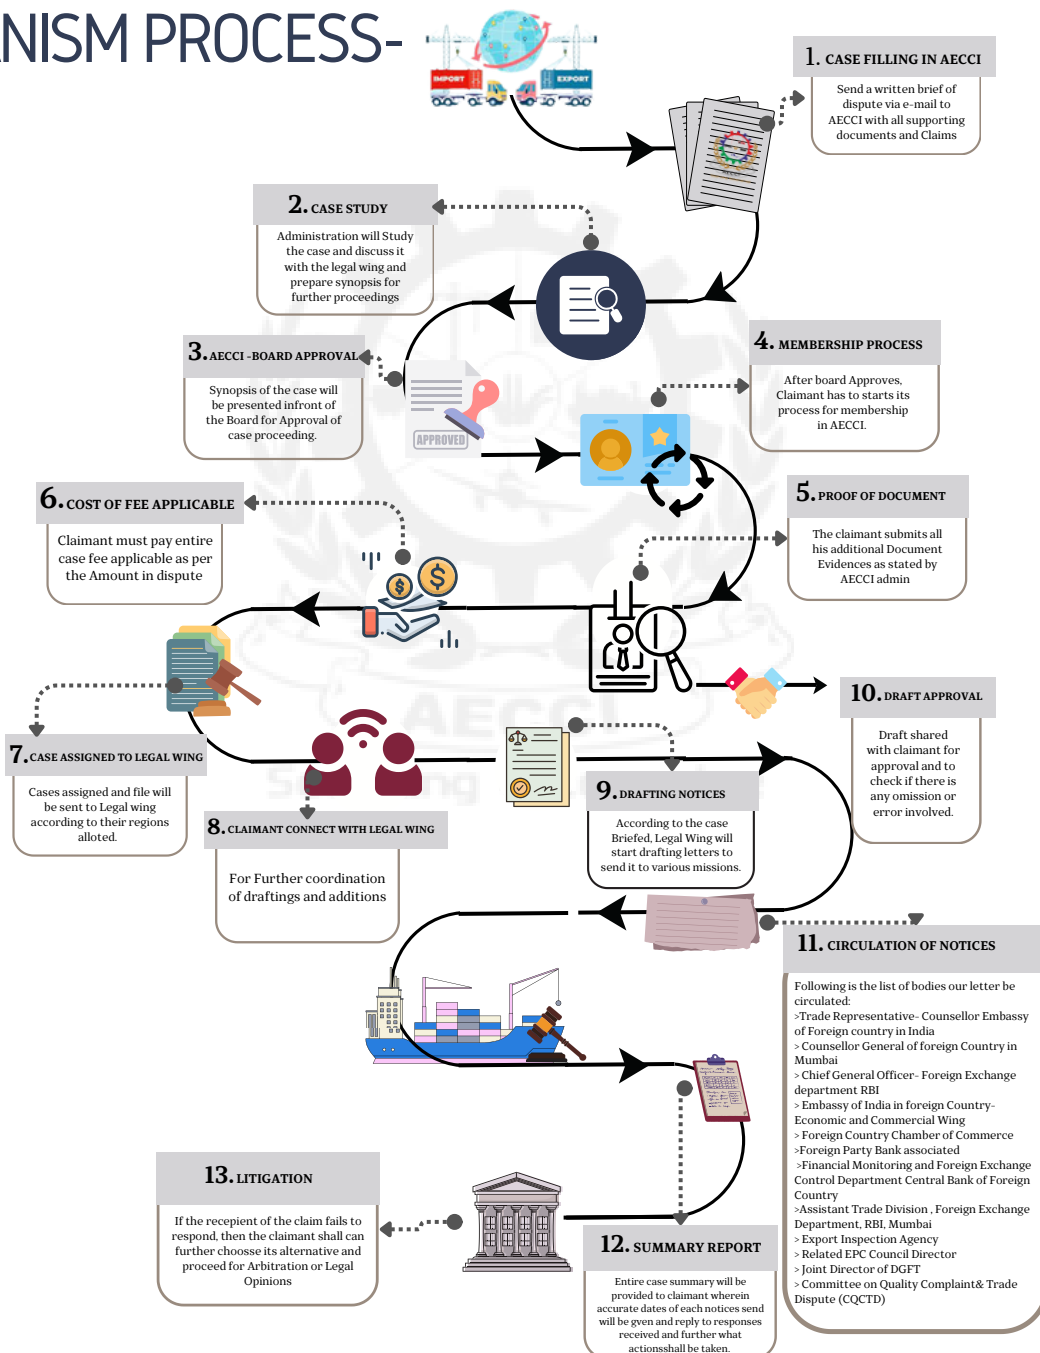 ANISM PROCESS-
IMPORT
EXPORT
1. CASE FILLING IN AECCI
Send a written brief of
dispute via e-mail to
AECCI with all supporting
documents and Claims
2. CASE STUDY
Administration will Study
the case and discuss it
with the legal wing and
prepare synopsis for
further proceedings
3. AECCI -BOARD APPROVAL
Synopsis of the case will
be presented infront of
the Board for Approval of
case proceeding.
APPROVED
4. MEMBERSHIP PROCESS
After board Approves,
Claimant has to starts its
process for membership
in AECCI.
5. PROOF OF DOCUMENT
The claimant submits all
his additional Document
Evidences as stated by
AECCI admin
6. COST OF FEE APPLICABLE
Claimant must pay entire
case fee applicable as per
the Amount in dispute
7. CASE ASSIGNED TO LEGAL WING
Cases assigned and file will
be sent to Legal wing
according to their regions
alloted.
8. CLAIMANT CONNECT WITH LEGAL WING
For Further coordination
of draftings and additions
9. DRAFTING NOTICES
According to the case
Briefed, Legal Wing will
start drafting letters to
send it to various missions.
10. DRAFT APPROVAL
Draft shared
with claimant for
approval and to
check if there is
any omission or
error involved.
AECCI
11. CIRCULATION OF NOTICES
Following is the list of bodies our letter be
circulated:
>Trade Representative- Counsellor Embassy
of Foreign country in India
> Counsellor General of foreign Country in
Mumbai
> Chief General Officer- Foreign Exchange
department RBI
> Embassy of India in foreign Country-
Economic and Commercial Wing
> Foreign Country Chamber of Commerce
>Foreign Party Bank associated
>Financial Monitoring and Foreign Exchange
Control Department Central Bank of Foreign
Country
>Assistant Trade Division , Foreign Exchange
Department, RBI, Mumbai
> Export Inspection Agency
> Related EPC Council Director
> Joint Director of DGFT
> Committee on Quality Complaint& Trade
Dispute (CQCTD)
12. SUMMARY REPORT
Entire case summary will be
provided to claimant wherein
accurate dates of each notices send
will be gven and reply to responses
received and further what
actionsshall be taken.
13. LITIGATION
If the recepient of the claim fails to
respond, then the claimant shall can
further choosse its alternative and
proceed for Arbitration or Legal
Opinions